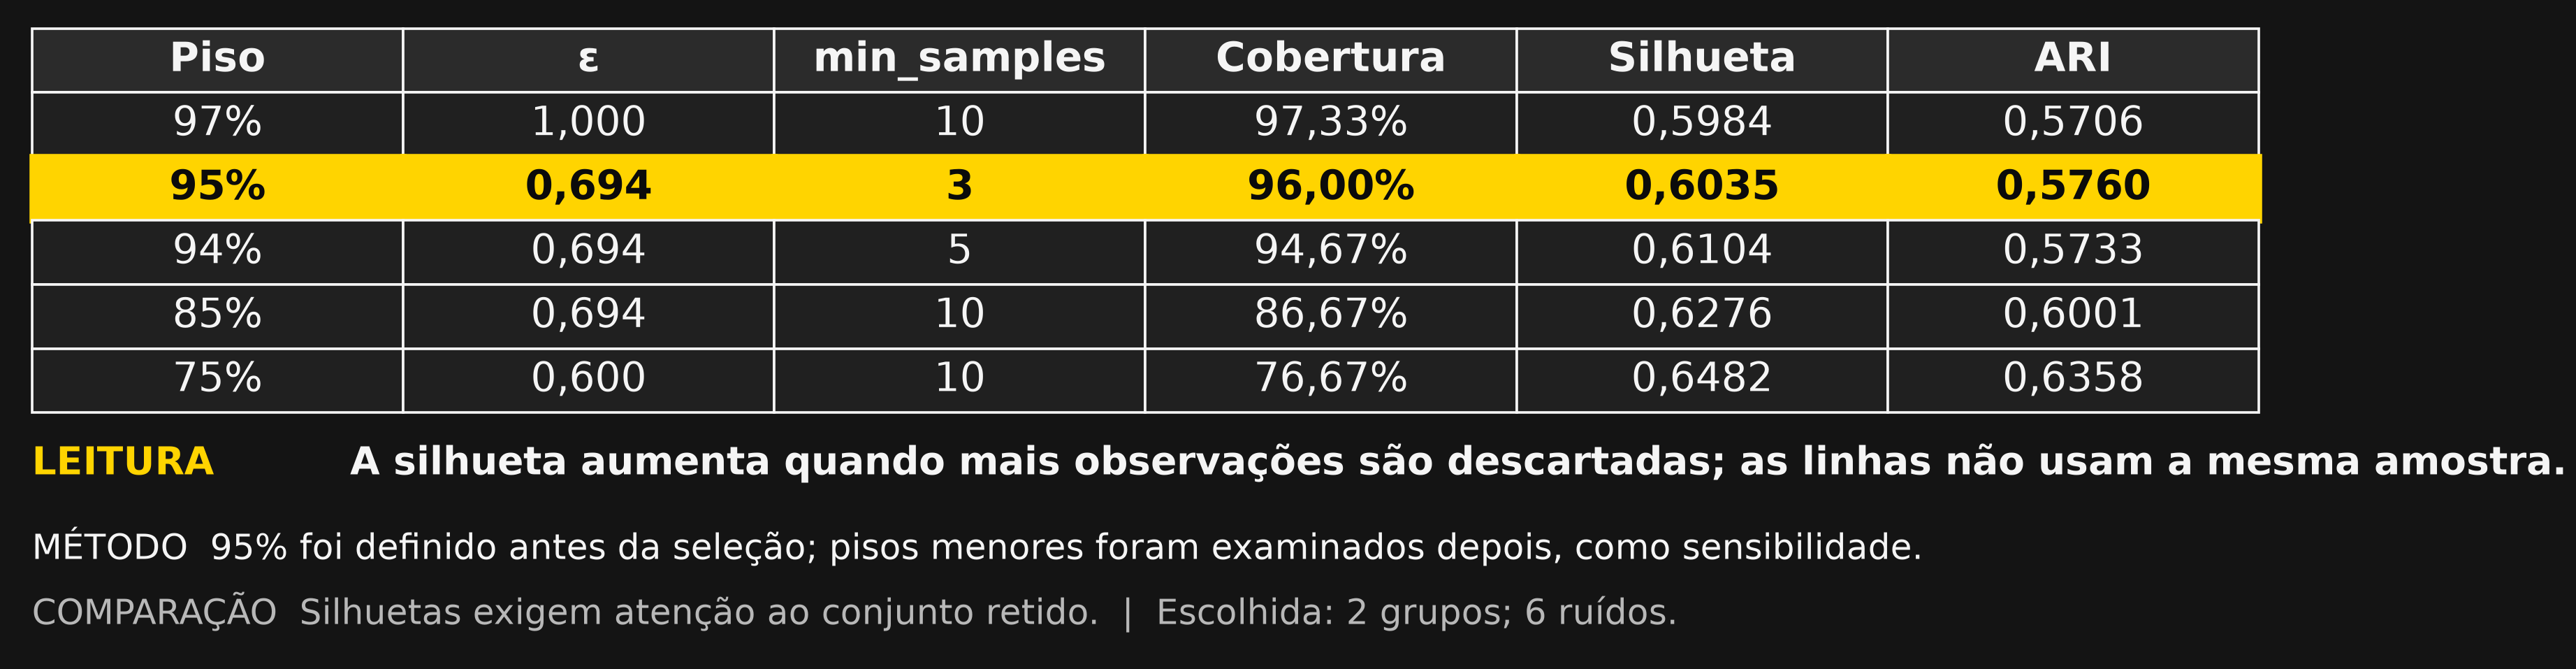 Piso ε min_samples Cobertura Silhueta ARI
97% 1,000 10 97,33% 0,5984 0,5706
95% 0,694 3 96,00% 0,6035 0,5760
94% 0,694 5 94,67% 0,6104 0,5733
85% 0,694 10 86,67% 0,6276 0,6001
75% 0,600 10 76,67% 0,6482 0,6358
LEITURA A silhueta aumenta quando mais observações são descartadas; as linhas não usam a mesma amostra.
MÉTODO 95% foi definido antes da seleção; pisos menores foram examinados depois, como sensibilidade.
COMPARAÇÃO Silhuetas exigem atenção ao conjunto retido. | Escolhida: 2 grupos; 6 ruídos.